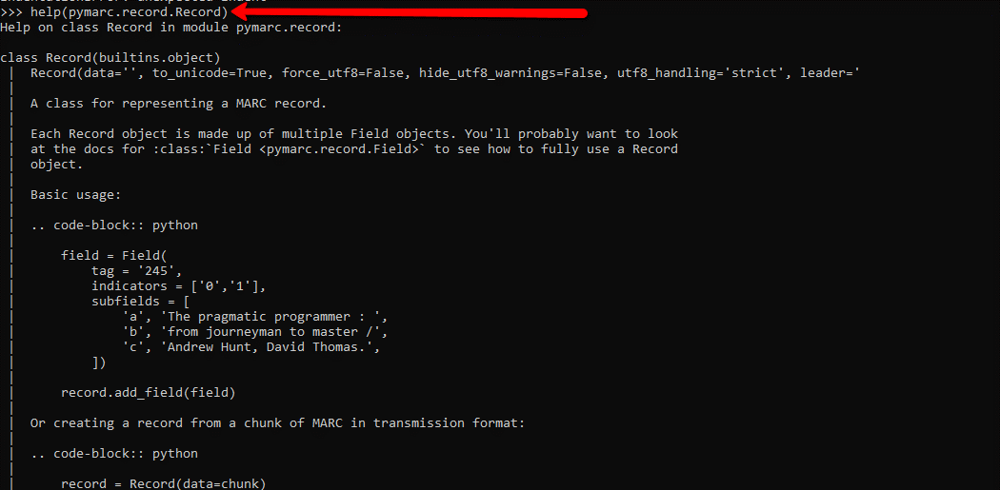 >>> help(pymarc.record.Record)
Help on class Record in module pymarc.record:
class Record(builtins.object)
 |  Record(data='', to_unicode=True, force_utf8=False, hide_utf8_warnings=False, utf8_handling='strict', leader='
 |
 |  A class for representing a MARC record.
 |
 |  Each Record object is made up of multiple Field objects. You'll probably want to look
 |  at the docs for :class:`Field <pymarc.record.Field>` to see how to fully use a Record
 |  object.
 |
 |  Basic usage:
 |
 |  .. code-block:: python
 |
 |      field = Field(
 |          tag = '245',
 |          indicators = ['0','1'],
 |          subfields = [
 |              'a', 'The pragmatic programmer : ',
 |              'b', 'from journeyman to master /',
 |              'c', 'Andrew Hunt, David Thomas.',
 |          ])
 |
 |      record.add_field(field)
 |
 |  Or creating a record from a chunk of MARC in transmission format:
 |
 |  .. code-block:: python
 |
 |      record = Record(data=chunk)